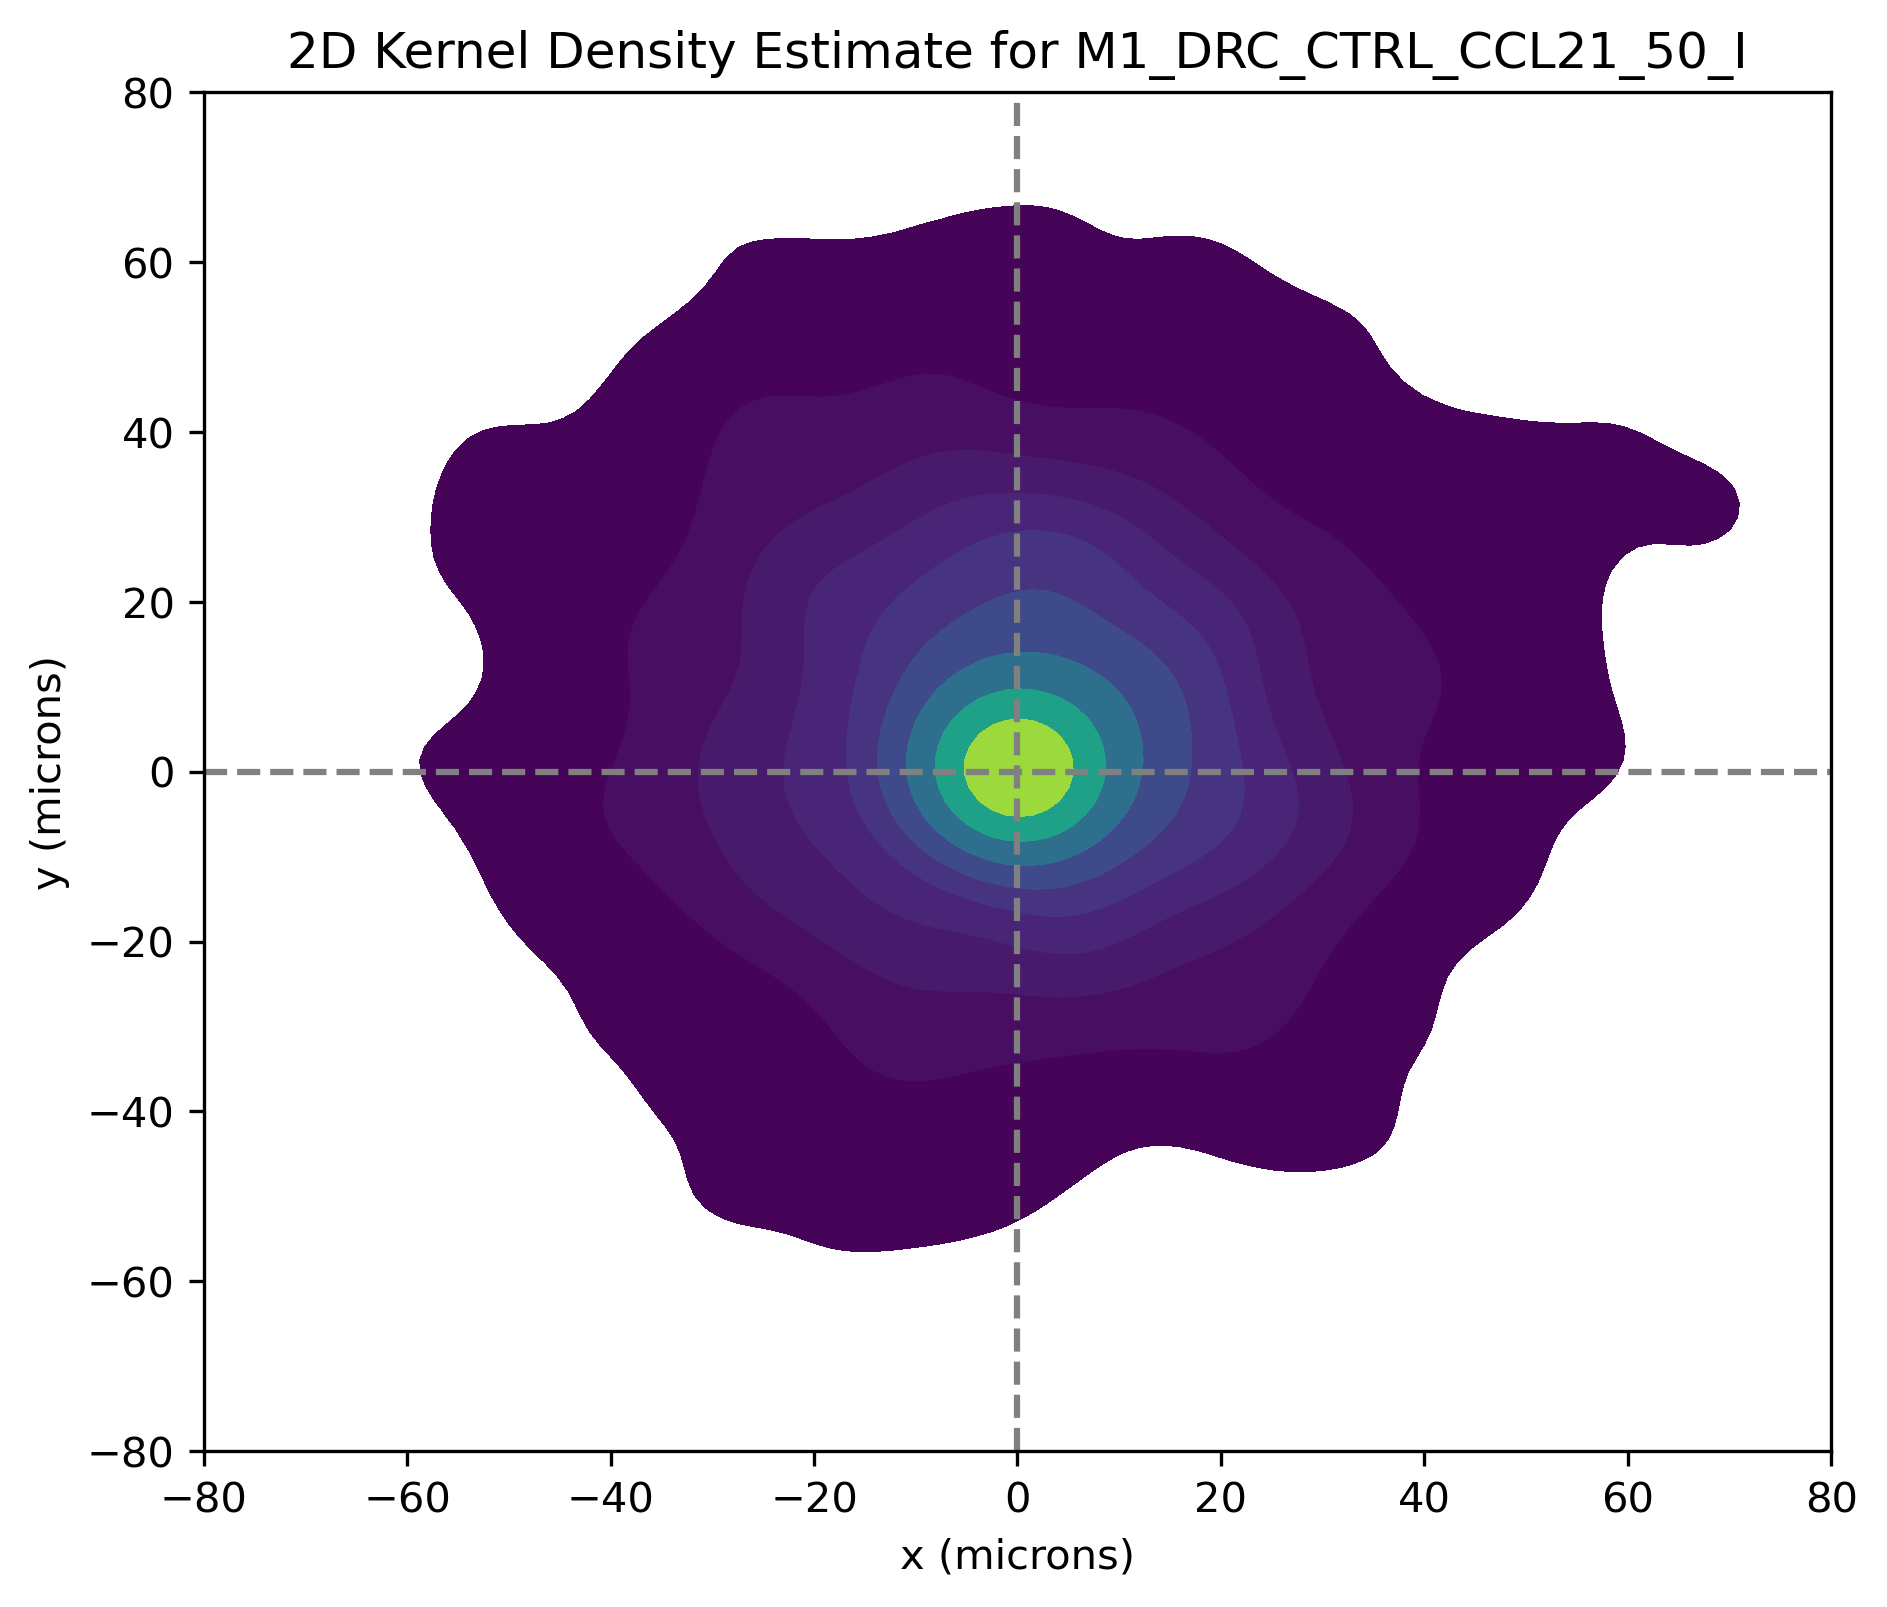 2D Kernel Density Estimate for M1_DRC_CTRL_CCL21_50_I
80
60
40
20
0
−20
−40
−60
−80
y (microns)
−80 −60 −40 −20 0 20 40 60 80
x (microns)